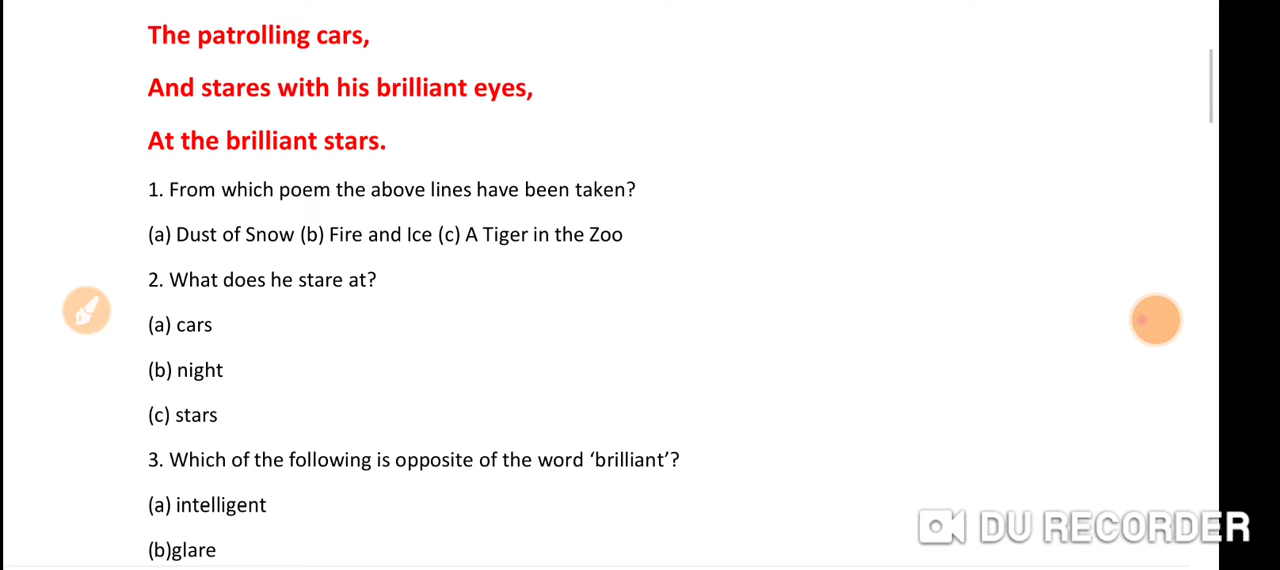 The patrolling cars,
And stares with his brilliant eyes,
At the brilliant stars.
1. From which poem the above lines have been taken?
(a) Dust of Snow (b) Fire and Ice (c) A Tiger in the Zoo
2. What does he stare at?
(a) cars
(b) night
(c) stars
3. Which of the following is opposite of the word ‘brilliant’?
(a) intelligent
(b)glare
DU RECORDER